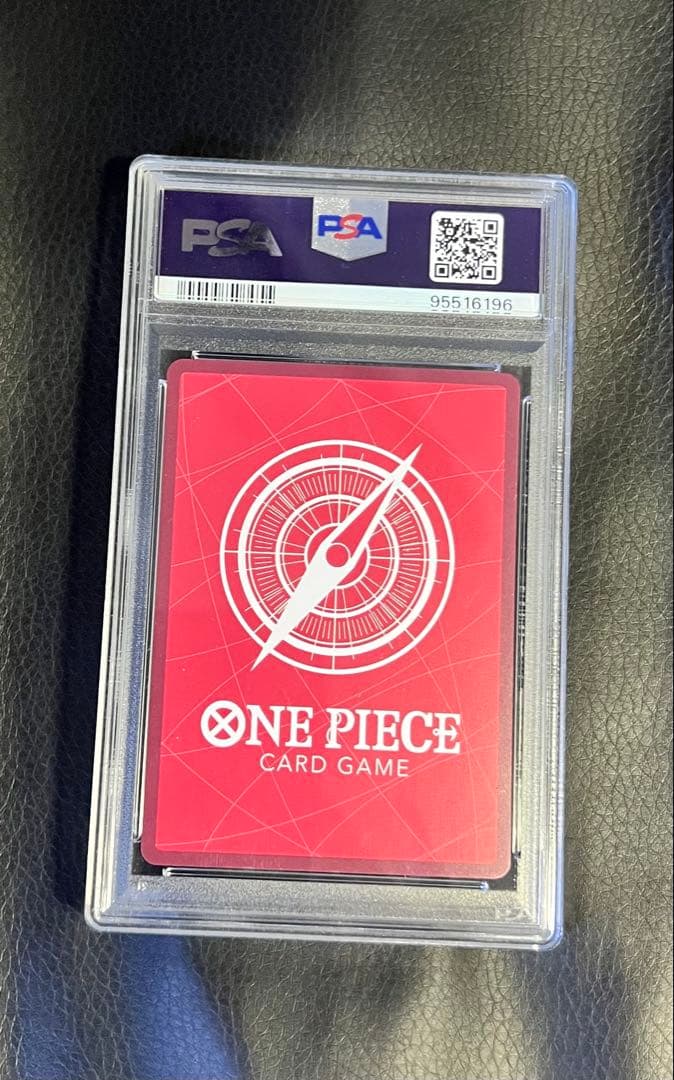 PSA
PSA
95516196
ONE PIECE
CARD GAME